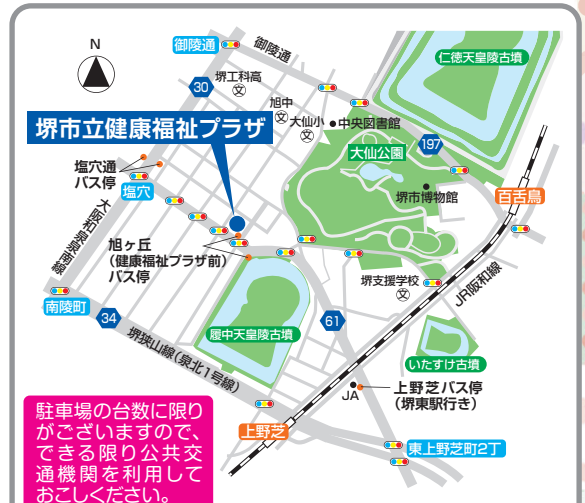 N
御陵通
御陵通
仁徳天皇陵古墳
30
堺工科高
文
旭中
文
大仙小
文
中央図書館
197
堺市立健康福祉プラザ
大仙公園
塩穴通
バス停
塩穴
堺市博物館
百舌鳥
大阪和泉泉南線
旭ヶ丘
(健康福祉プラザ前)
バス停
堺支援学校
文
JR阪和線
南陵町
34
履中天皇陵古墳
61
堺狭山線(泉北1号線)
いたすけ古墳
JA
上野芝バス停
(堺東駅行き)
上野芝
東上野芝町2丁
駐車場の台数に限り
がございますので、
できる限り公共交
通機関を利用して
おこしください。